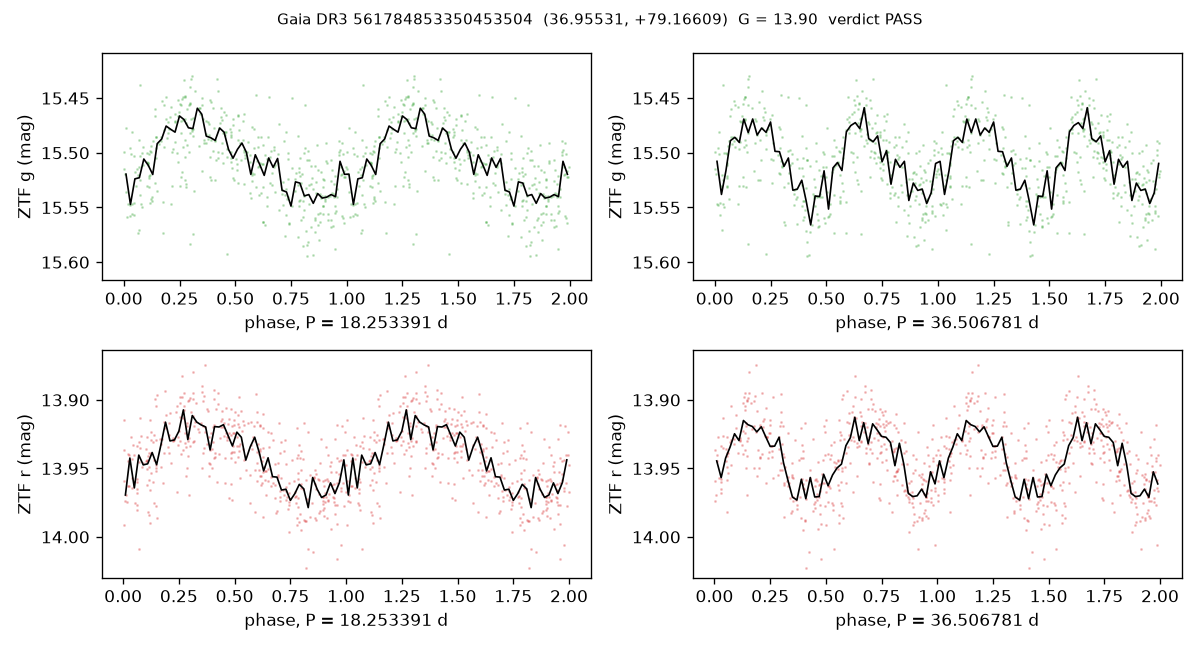 Gaia DR3 561784853350453504 (36.95531, +79.16609) G = 13.90 verdict PASS
ZTF g (mag)
15.45
15.50
15.55
15.60
0.00 0.25 0.50 0.75 1.00 1.25 1.50 1.75 2.00
phase, P = 18.253391 d
ZTF g (mag)
15.45
15.50
15.55
15.60
0.00 0.25 0.50 0.75 1.00 1.25 1.50 1.75 2.00
phase, P = 36.506781 d
ZTF r (mag)
13.90
13.95
14.00
0.00 0.25 0.50 0.75 1.00 1.25 1.50 1.75 2.00
phase, P = 18.253391 d
ZTF r (mag)
13.90
13.95
14.00
0.00 0.25 0.50 0.75 1.00 1.25 1.50 1.75 2.00
phase, P = 36.506781 d